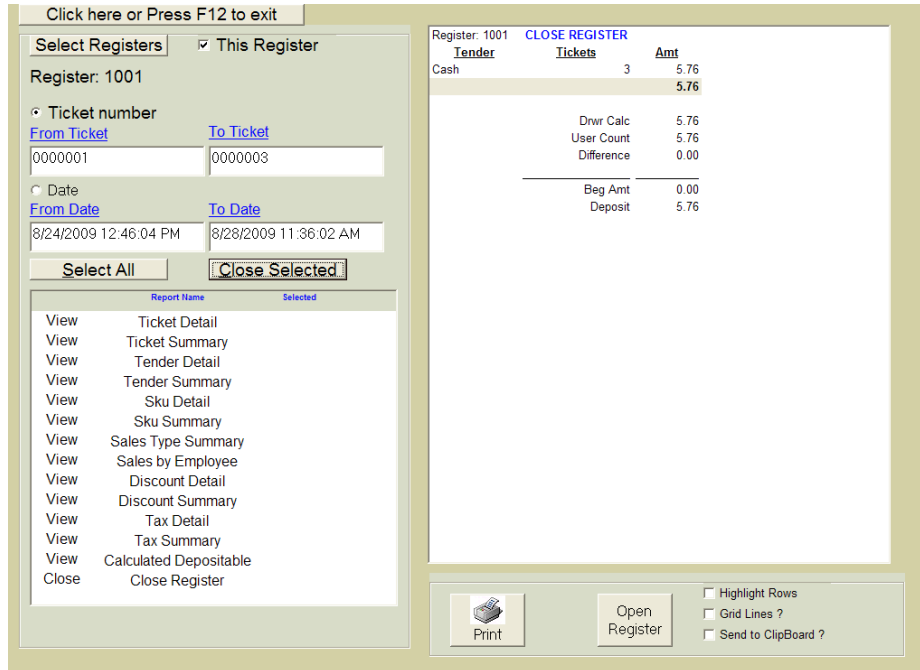 Click here or Press F12 to exit
Select Registers This Register
Register: 1001
Ticket number
From Ticket To Ticket
0000001 0000003
Date
From Date To Date
8/24/2009 12:46:04 PM 8/28/2009 11:36:02 AM
Select All Close Selected
Report Name Selected
View Ticket Detail
View Ticket Summary
View Tender Detail
View Tender Summary
View Sku Detail
View Sku Summary
View Sales Type Summary
View Sales by Employee
View Discount Detail
View Discount Summary
View Tax Detail
View Tax Summary
View Calculated Depositable
Close Close Register
Register: 1001 CLOSE REGISTER
Tender Tickets Amt
Cash 3 5.76
5.76
Drwr Calc 5.76
User Count 5.76
Difference 0.00
Beg Amt 0.00
Deposit 5.76
Print
Open
Register
Highlight Rows
Grid Lines ?
Send to ClipBoard ?